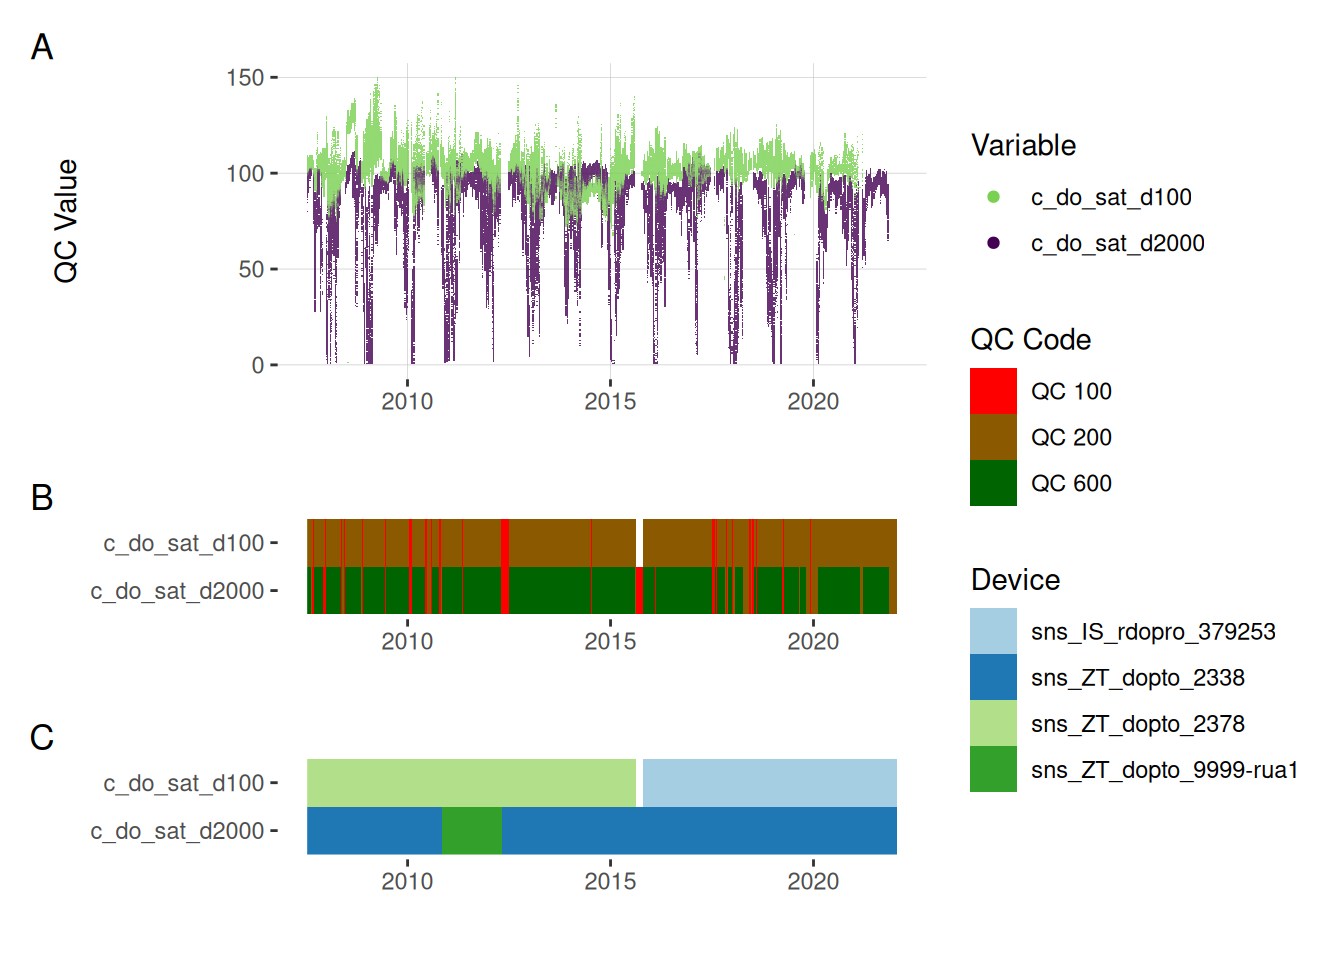 A
QC Value
150
100
50
0
2010 2015 2020
B
c_do_sat_d100
c_do_sat_d2000
2010 2015 2020
C
c_do_sat_d100
c_do_sat_d2000
2010 2015 2020
Variable
c_do_sat_d100
c_do_sat_d2000
QC Code
QC 100
QC 200
QC 600
Device
sns_IS_rdopro_379253
sns_ZT_dopto_2338
sns_ZT_dopto_2378
sns_ZT_dopto_9999-rua1